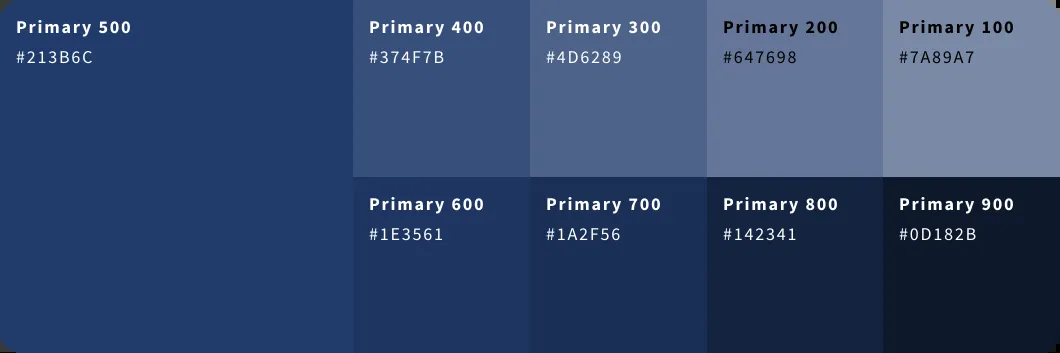 Primary 500
#213B6C
Primary 400
#374F7B
Primary 300
#4D6289
Primary 200
#647698
Primary 100
#7A89A7
Primary 600
#1E3561
Primary 700
#1A2F56
Primary 800
#142341
Primary 900
#0D182B